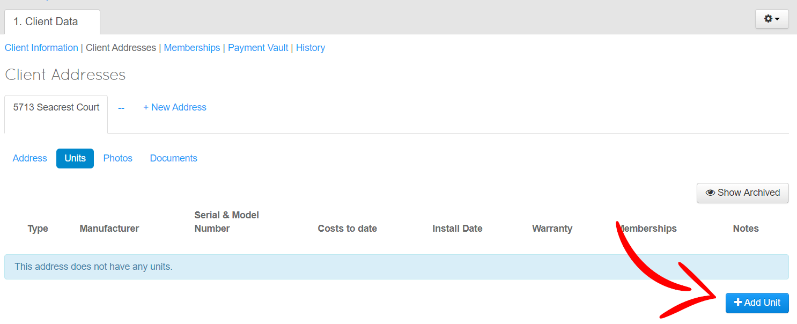 1. Client Data
Client Information | Client Addresses | Memberships | Payment Vault | History
Client Addresses
5713 Seacrest Court -- + New Address
Address Units Photos Documents
Show Archived
Type Manufacturer Serial & Model Number Costs to date Install Date Warranty Memberships Notes
This address does not have any units.
+ Add Unit